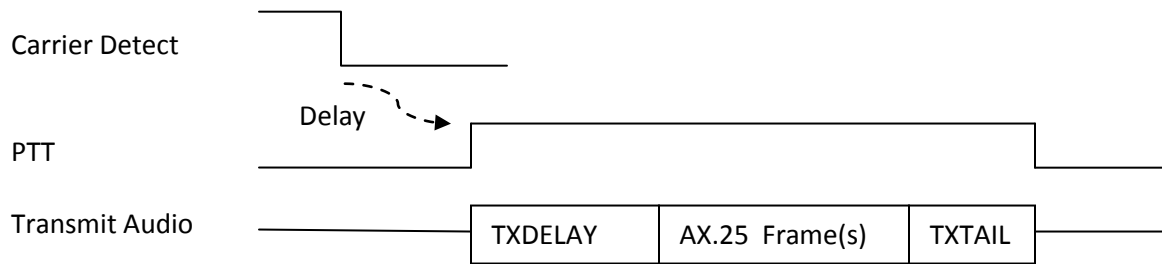 Carrier Detect
Delay
PTT
Transmit Audio
TXDELAY
AX.25 Frame(s)
TXTAIL